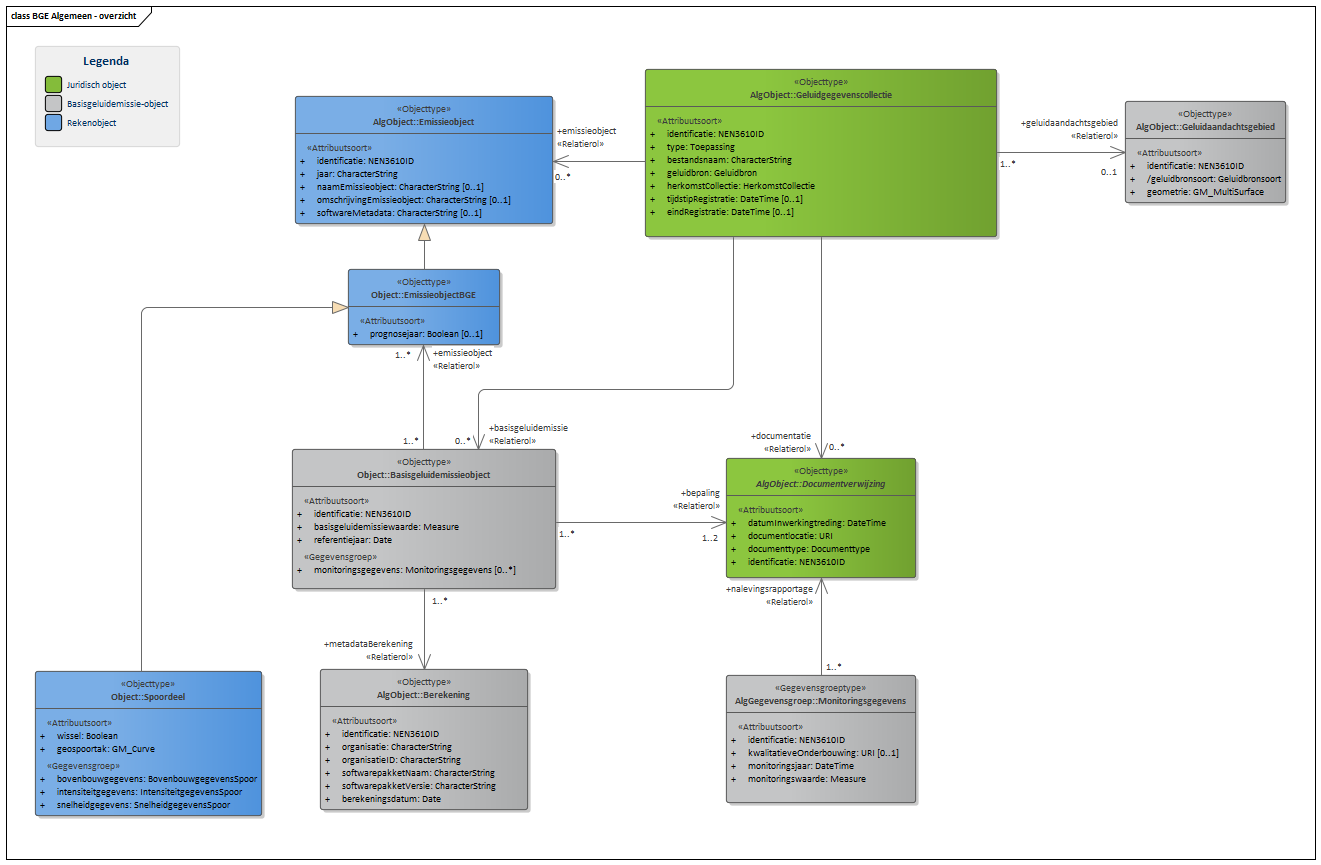 class BGE Algemeen - overzicht
Legenda
Juridisch object
Basisgeluidemissie-object
Rekenobject
«Objecttype»
AlgObject::Emissieobject
«Attribuutsoort»
+ identificatie: NEN3610ID
+ jaar: CharacterString
+ naamEmissieobject: CharacterString [0..1]
+ omschrijvingEmissieobject: CharacterString [0..1]
+ softwareMetadata: CharacterString [0..1]
+emissieobject
«Relatierol»
0..*
«Objecttype»
AlgObject::Geluidgegevenscollectie
«Attribuutsoort»
+ identificatie: NEN3610ID
+ type: Toepassing
+ bestandsnaam: CharacterString
+ geluidbron: Geluidbron
+ herkomstCollectie: HerkomstCollectie
+ tijdstipRegistratie: DateTime [0..1]
+ eindRegistratie: DateTime [0..1]
+geluidaandachtsgebied
«Relatierol»
1..*
0..1
«Objecttype»
AlgObject::Geluidaandachtsgebied
«Attribuutsoort»
+ identificatie: NEN3610ID
+ /geluidbronsoort: Geluidbronsoort
+ geometrie: GM_MultiSurface
«Objecttype»
Object::EmissieobjectBGE
«Attribuutsoort»
+ prognosejaar: Boolean [0..1]
1..*
+emissieobject
«Relatierol»
1..*
0..*
+basisgeluidemissie
«Relatierol»
+documentatie
«Relatierol»
0..*
«Objecttype»
Object::Basisgeluidemissieobject
«Attribuutsoort»
+ identificatie: NEN3610ID
+ basisgeluidemissiewaarde: Measure
+ referentiejaar: Date
«Gegevensgroep»
+ monitoringsgegevens: Monitoringsgegevens [0..*]
+bepaling
«Relatierol»
1..*
1..2
«Objecttype»
AlgObject::Documentverwijzing
«Attribuutsoort»
+ datumInwerkingtreding: DateTime
+ documentlocatie: URI
+ documenttype: Documenttype
+ identificatie: NEN3610ID
+nalevingsrapportage
«Relatierol»
1..*
1..*
+metadataBerekening
«Relatierol»
«Objecttype»
Object::Spoordeel
«Attribuutsoort»
+ wissel: Boolean
+ geospoortak: GM_Curve
«Gegevensgroep»
+ bovenbouwgegevens: BovenbouwgegevensSpoor
+ intensiteitgegevens: IntensiteitgegevensSpoor
+ snelheidgegevens: SnelheidgegevensSpoor
«Objecttype»
AlgObject::Berekening
«Attribuutsoort»
+ identificatie: NEN3610ID
+ organisatie: CharacterString
+ organisatieID: CharacterString
+ softwarepakketNaam: CharacterString
+ softwarepakketVersie: CharacterString
+ berekeningsdatum: Date
«Gegevensgroeptype»
AlgGegevensgroep::Monitoringsgegevens
«Attribuutsoort»
+ identificatie: NEN3610ID
+ kwalitatieveOnderbouwing: URI [0..1]
+ monitoringsjaar: DateTime
+ monitoringswaarde: Measure